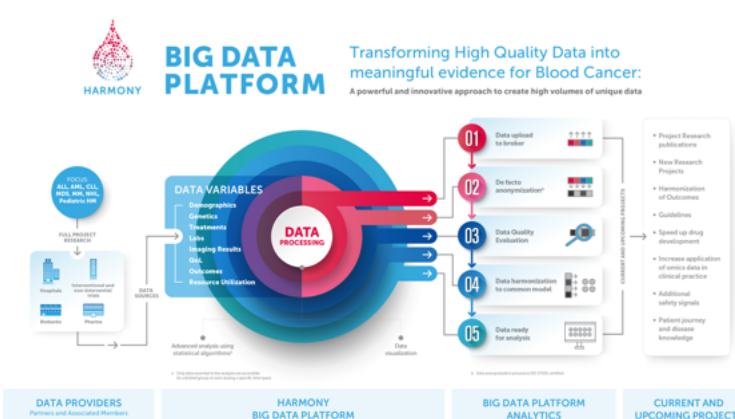 HARMONY
BIG DATA
PLATFORM
Transforming High Quality Data into
meaningful evidence for Blood Cancer:
A powerful and innovative approach to create high volumes of unique data
FOCUS:
ALL, AML, CLL,
MDS, MM, NHL,
Pediatric HM
FULL PROJECT
RESEARCH
Hospitals
Interventional and
non-interventional
trials
Biobanks
Pharma
DATA
SOURCES
DATA VARIABLES
Demographics
Genetics
Treatments
Labs
Imaging Results
QoL
Outcomes
Resource Utilization
DATA
PROCESSING
Advanced analysis using
statistical algorithms
Data
visualization
01
Data upload
to broker
02
De facto
anonymization
03
Data Quality
Evaluation
04
Data harmonization
to common model
05
Data ready
for analysis
CURRENT AND UPCOMING PROJECTS
• Project Research
publications
• New Research
Projects
• Harmonization
of Outcomes
• Guidelines
• Speed up drug
development
• Increase application
of omics data in
clinical practice
• Additional
safety signals
• Patient journey
and disease
knowledge
DATA PROVIDERS
Partners and Associated Members
HARMONY
BIG DATA PLATFORM
BIG DATA PLATFORM
ANALYTICS
CURRENT AND
UPCOMING PROJECT